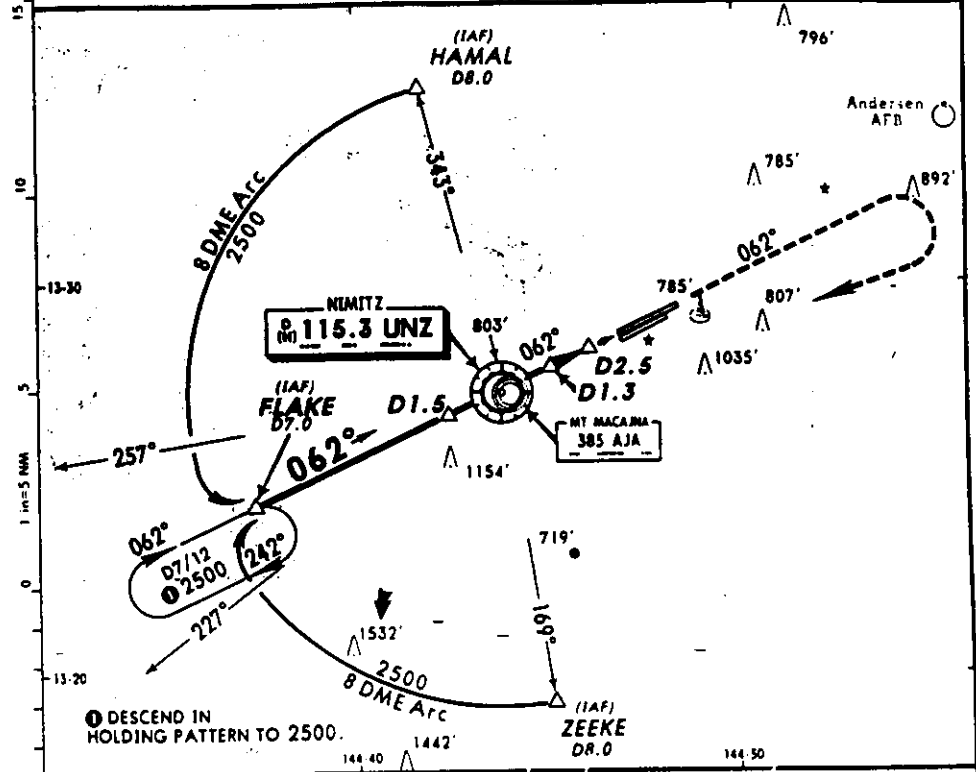 15
(IAF)
HAMAL
D8.0
796'
Andersen
AFB
343°
785'
892'
10
8 DME Arc
2500
062°
13-30
NIMITZ
D
(H) 115.3 UNZ
803'
785'
807'
062°
D2.5
D1.3
1035'
5
(IAF)
FLAKE
D7.0
D1.5
MT MACAJNA
385 AJA
257°
062°
1154'
1 in=5 NM
062°
D7/12
1 2500
242°
719'
0
227°
169°
1532'
2500
8 DME Arc
13-20
(IAF)
ZEEKE
D8.0
1 DESCEND IN
HOLDING PATTERN TO 2500.
1442'
144-40
144-50